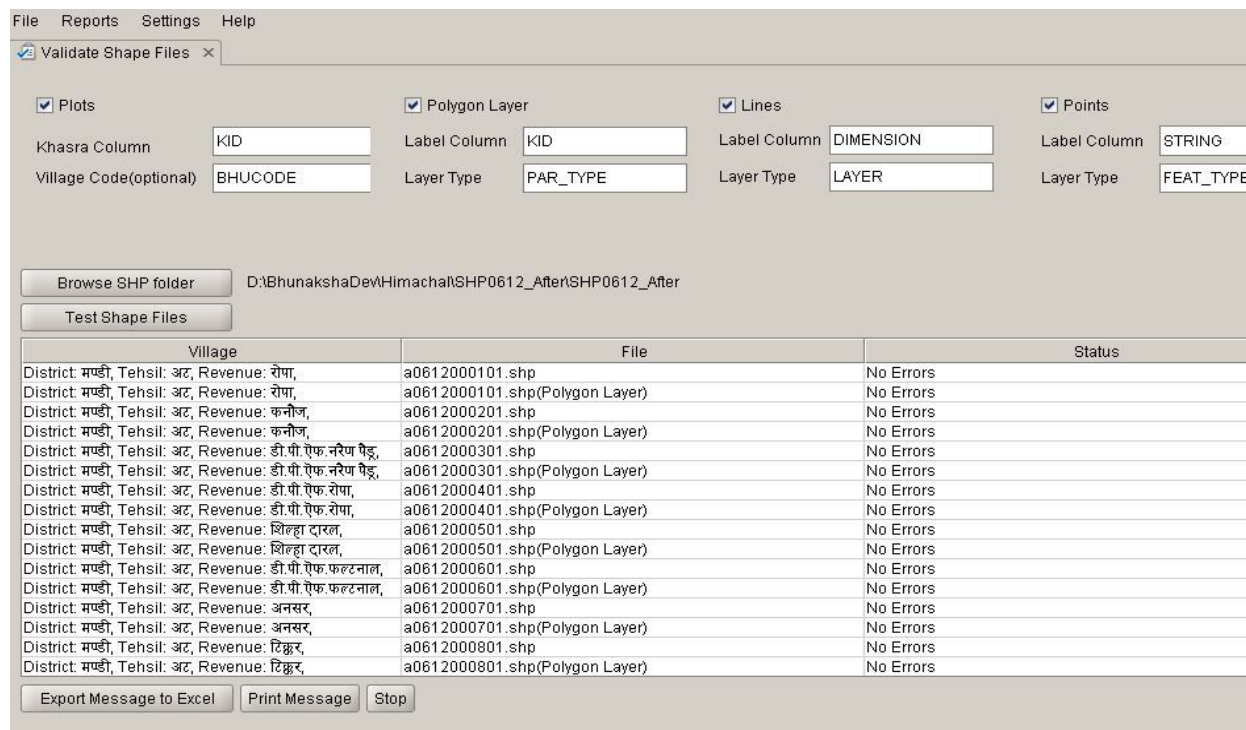 File Reports Settings Help
Validate Shape Files
Plots Polygon Layer Lines Points
Khasra Column KID Label Column KID Label Column DIMENSION Label Column STRING
Village Code(optional) BHUCODE Layer Type PAR_TYPE Layer Type LAYER Layer Type FEAT_TYPE
Browse SHP folder D:\BhunakshaDev\Himachal\SHP0612_After\SHP0612_After
Test Shape Files
Village File Status
District: मण्डी, Tehsil: अट, Revenue: रोपा, a0612000101.shp No Errors
District: मण्डी, Tehsil: अट, Revenue: रोपा, a0612000101.shp(Polygon Layer) No Errors
District: मण्डी, Tehsil: अट, Revenue: कनौज, a0612000201.shp No Errors
District: मण्डी, Tehsil: अट, Revenue: कनौज, a0612000201.shp(Polygon Layer) No Errors
District: मण्डी, Tehsil: अट, Revenue: डी.पी.ऎफ.नरैण पैडू, a0612000301.shp No Errors
District: मण्डी, Tehsil: अट, Revenue: डी.पी.ऎफ.नरैण पैडू, a0612000301.shp(Polygon Layer) No Errors
District: मण्डी, Tehsil: अट, Revenue: डी.पी.ऎफ.रोपा, a0612000401.shp No Errors
District: मण्डी, Tehsil: अट, Revenue: डी.पी.ऎफ.रोपा, a0612000401.shp(Polygon Layer) No Errors
District: मण्डी, Tehsil: अट, Revenue: शिल्हा दारल, a0612000501.shp No Errors
District: मण्डी, Tehsil: अट, Revenue: शिल्हा दारल, a0612000501.shp(Polygon Layer) No Errors
District: मण्डी, Tehsil: अट, Revenue: डी.पी.ऎफ.फल्टनाल, a0612000601.shp No Errors
District: मण्डी, Tehsil: अट, Revenue: डी.पी.ऎफ.फल्टनाल, a0612000601.shp(Polygon Layer) No Errors
District: मण्डी, Tehsil: अट, Revenue: अनसर, a0612000701.shp No Errors
District: मण्डी, Tehsil: अट, Revenue: अनसर, a0612000701.shp(Polygon Layer) No Errors
District: मण्डी, Tehsil: अट, Revenue: टिक्कर, a0612000801.shp No Errors
District: मण्डी, Tehsil: अट, Revenue: टिक्कर, a0612000801.shp(Polygon Layer) No Errors
Export Message to Excel Print Message Stop